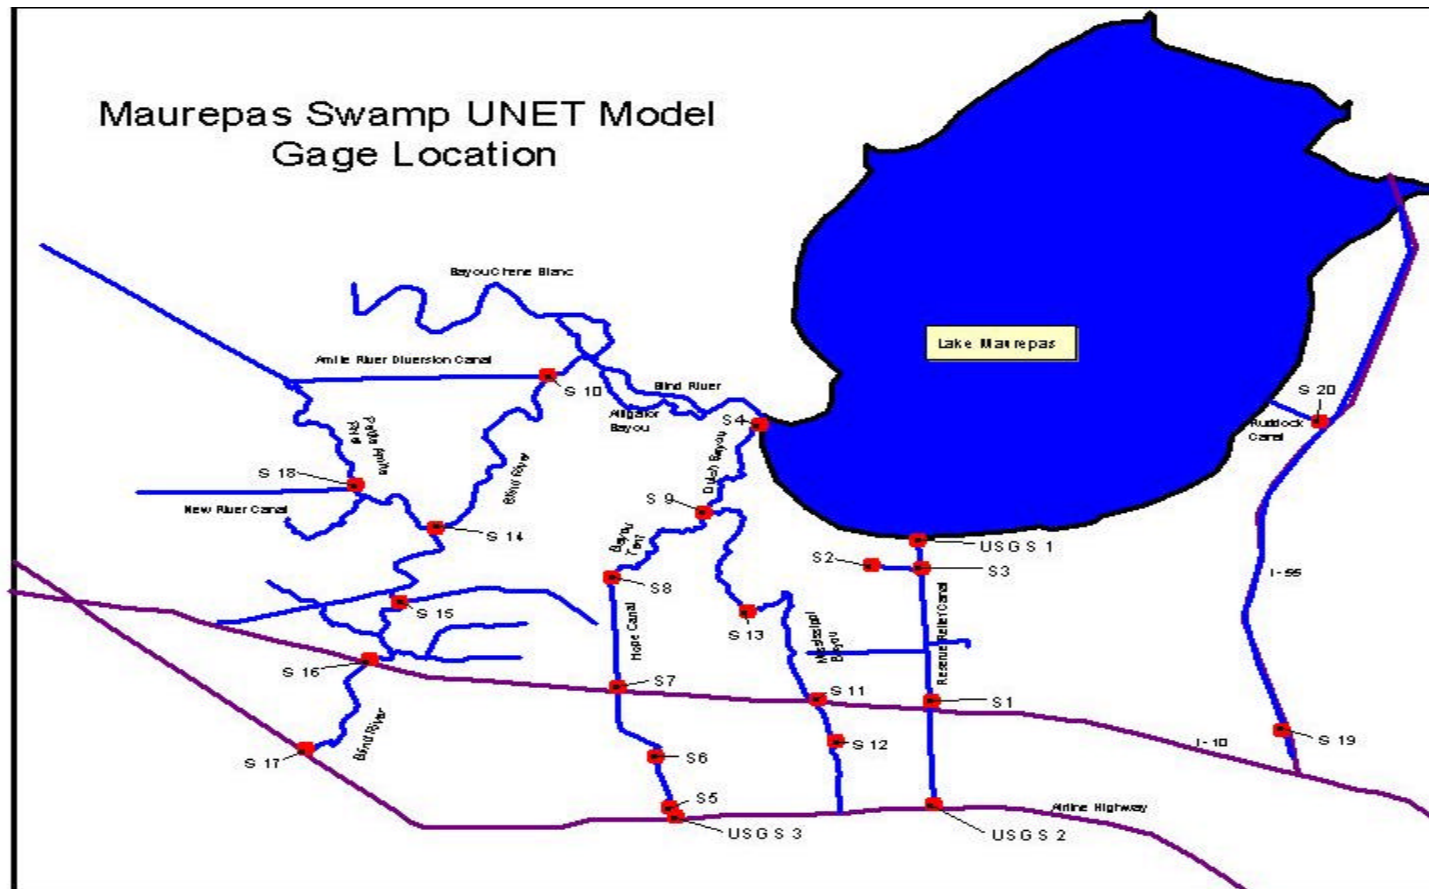 Maurepas Swamp UNET Model
Gage Location
Bayou Chene Blanc
Amite River Diversion Canal
Lake Maurepas
S 10
Blind River
S 20
Alligator
Bayou
S4
Ruddock
Canal
Dutch Bayou
Blind River
S 18
New River Canal
S 9
S 14
USGS 1
Bayou
S2
S3
I-55
S8
S 15
S 13
Hope Canal
Mississippi
Bayou
Reserve Relief Canal
S 16
S7
S 11
S1
Blind River
S 17
S 12
I-10
S 19
S6
S5
Airline Highway
USGS 3
USGS 2